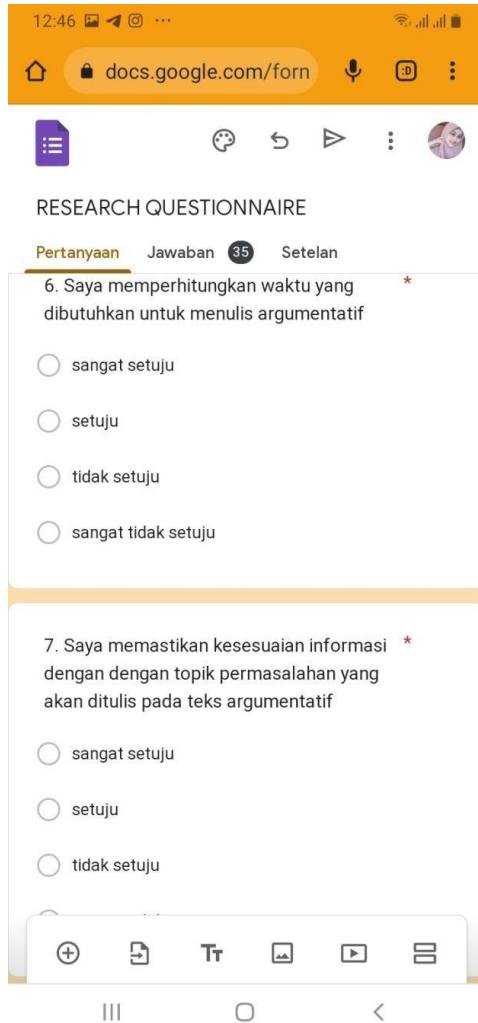 12:46
docs.google.com/forn
:D
RESEARCH QUESTIONNAIRE
Pertanyaan Jawaban 35 Setelan
6. Saya memperhitungkan waktu yang *
dibutuhkan untuk menulis argumentatif
sangat setuju
setuju
tidak setuju
sangat tidak setuju
7. Saya memastikan kesesuaian informasi *
dengan dengan topik permasalahan yang
akan ditulis pada teks argumentatif
sangat setuju
setuju
tidak setuju